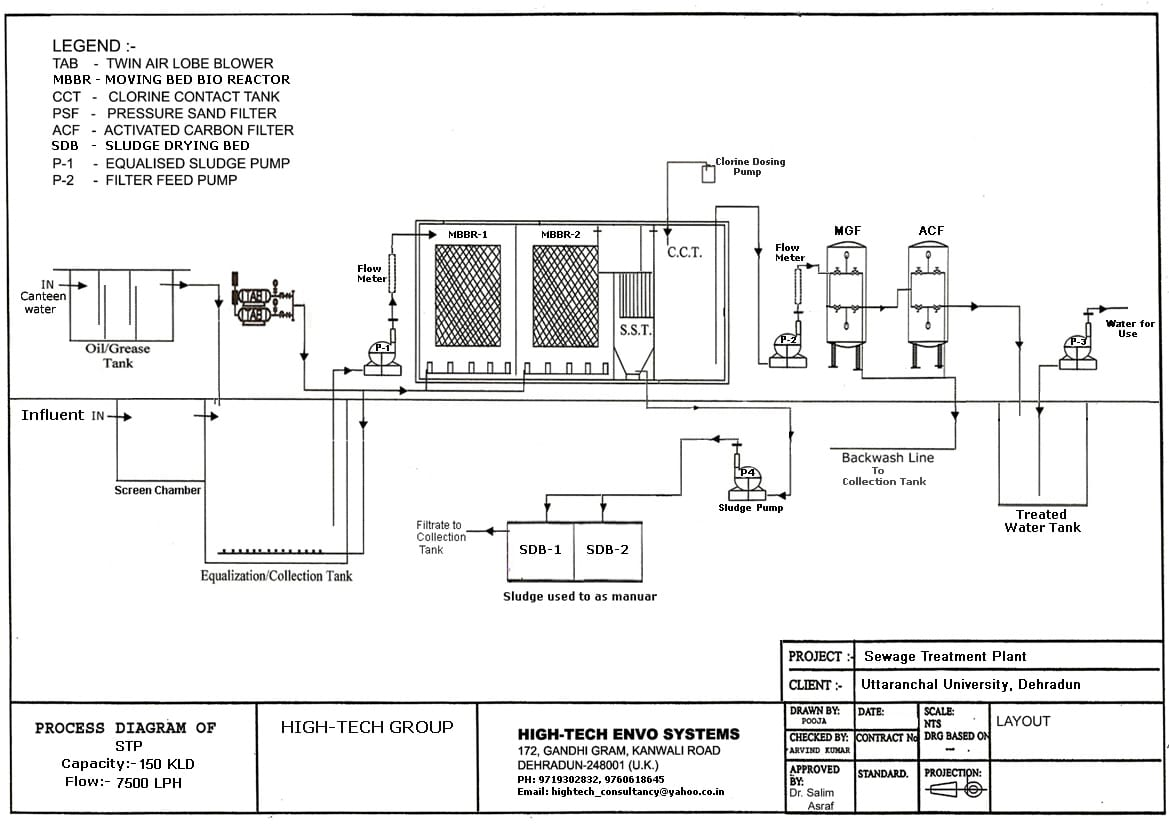 LEGEND :-
TAB - TWIN AIR LOBE BLOWER
MBBR - MOVING BED BIO REACTOR
CCT - CLORINE CONTACT TANK
PSF - PRESSURE SAND FILTER
ACF - ACTIVATED CARBON FILTER
SDB - SLUDGE DRYING BED
P-1 - EQUALISED SLUDGE PUMP
P-2 - FILTER FEED PUMP
Clorine Dosing
Pump
MBBR-1
MBBR-2
C.C.T.
S.S.T.
MGF
ACF
Flow
Meter
Flow
Meter
IN
Canteen
water
TAB
TAB
Oil/Grease
Tank
P-1
P-2
P-3
Water for
Use
Influent IN
Screen Chamber
Equalization/Collection Tank
P4
Sludge Pump
Backwash Line
To
Collection Tank
Treated
Water Tank
Filtrate to
Collection
Tank
SDB-1
SDB-2
Sludge used to as manuar
PROJECT :- Sewage Treatment Plant
CLIENT :- Uttaranchal University, Dehradun
PROCESS DIAGRAM OF
STP
Capacity:- 150 KLD
Flow:- 7500 LPH
HIGH-TECH GROUP
HIGH-TECH ENVO SYSTEMS
172, GANDHI GRAM, KANWALI ROAD
DEHRADUN-248001 (U.K.)
PH: 9719302832, 9760618645
Email: hightech_consultancy@yahoo.co.in
DRAWN BY:
POOJA
DATE:
SCALE:
NTS
LAYOUT
CHECKED BY:
ARVIND KUMAR
CONTRACT No
DRG BASED ON
- .
APPROVED
BY:
Dr. Salim
Asraf
STANDARD.
PROJECTION: